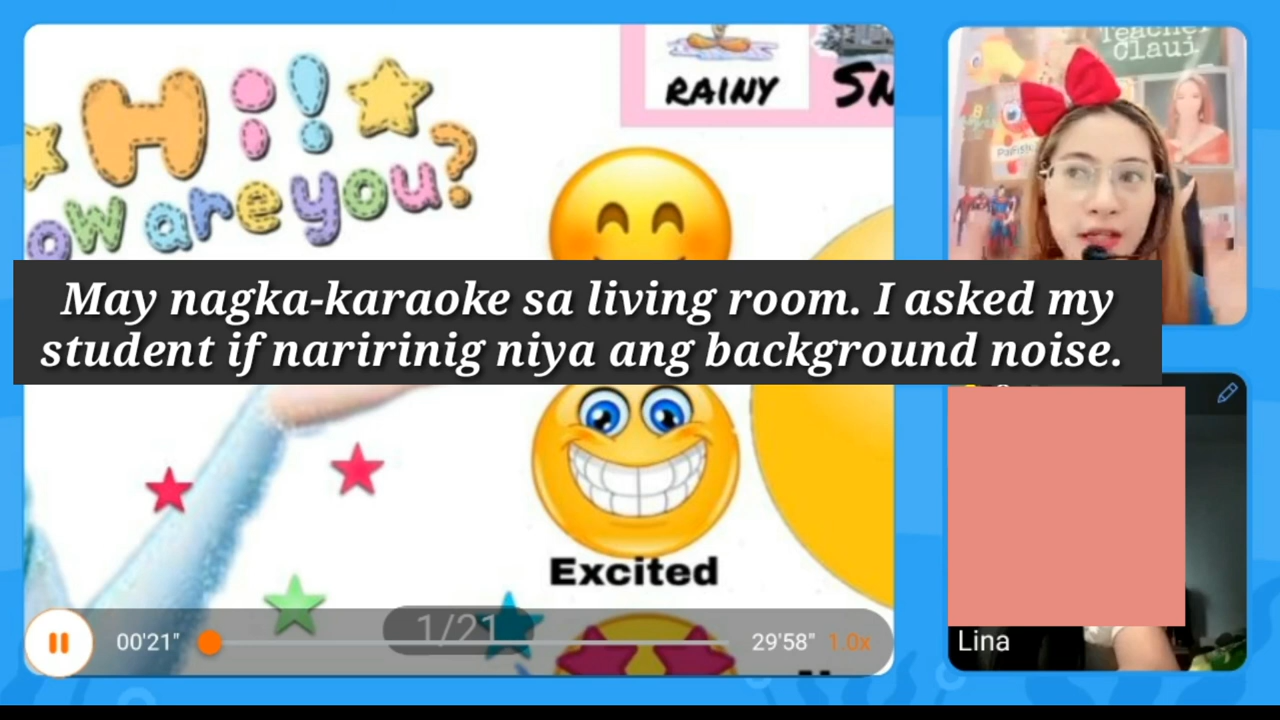 Hi!
ow are you?
RAINY
Teacher
Claui
May nagka-karaoke sa living room. I asked my
student if naririnig niya ang background noise.
Excited
1/21
00'21"
29'58"
1.0x
Lina